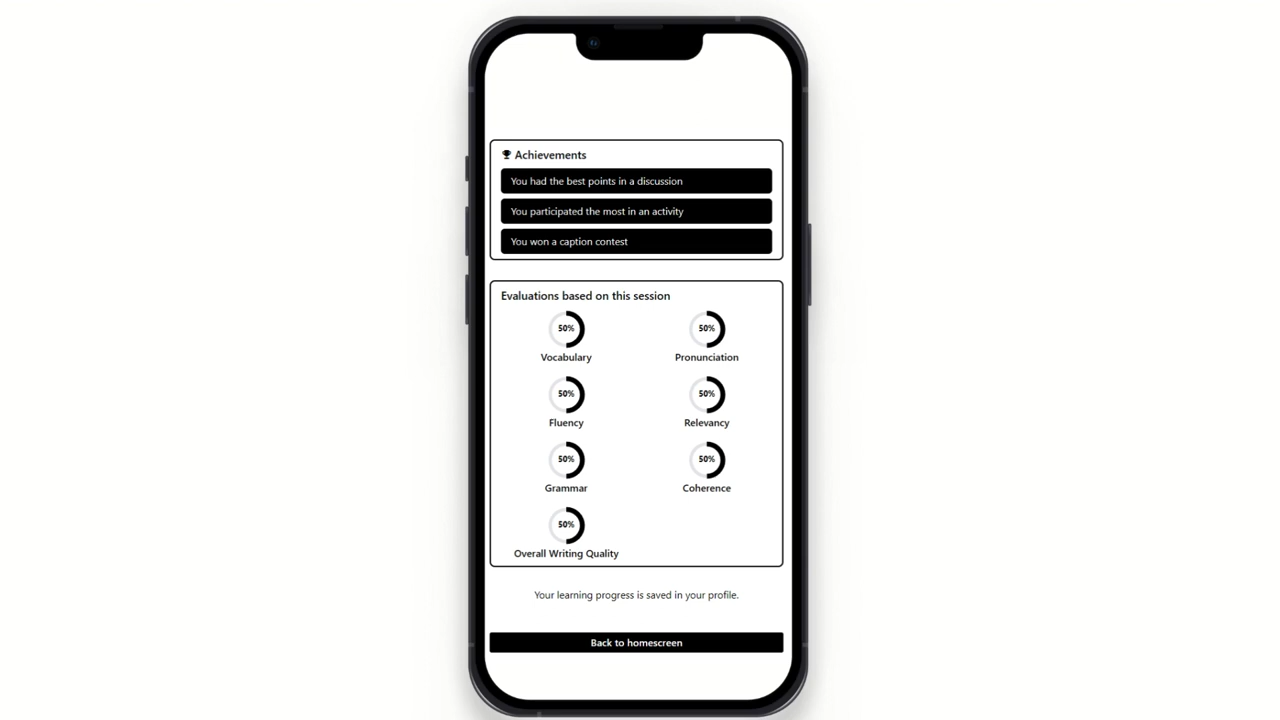 Achievements
You had the best points in a discussion
You participated the most in an activity
You won a caption contest
Evaluations based on this session
50% 50%
Vocabulary Pronunciation
50% 50%
Fluency Relevancy
50% 50%
Grammar Coherence
50%
Overall Writing Quality
Your learning progress is saved in your profile.
Back to homescreen